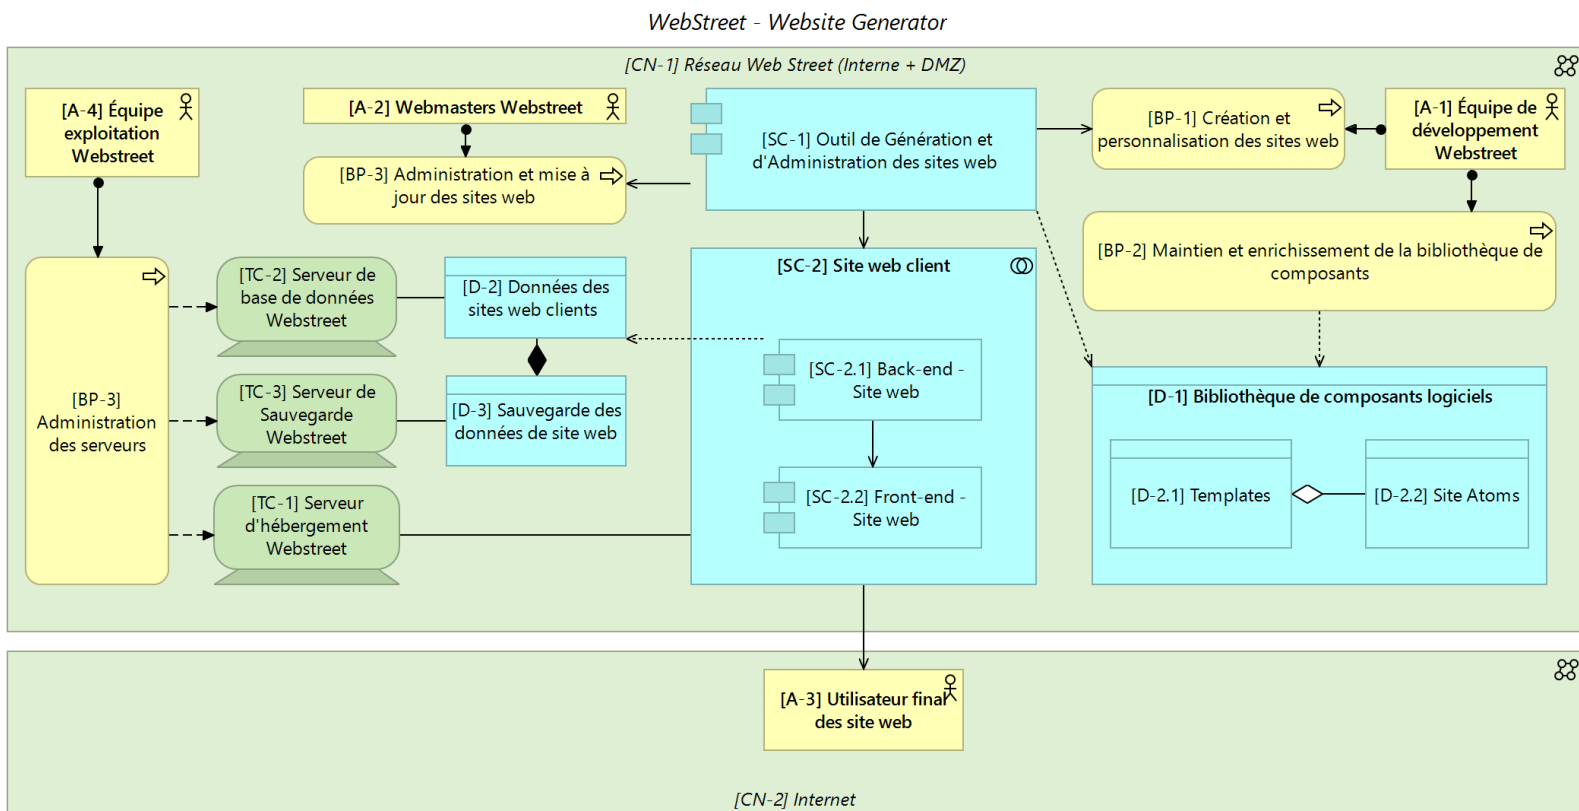 WebStreet - Website Generator
[CN-1] Réseau Web Street (Interne + DMZ)
[A-4] Équipe
exploitation
Webstreet
[A-2] Webmasters Webstreet
[BP-3] Administration et mise à
jour des sites web
[SC-1] Outil de Génération et
d'Administration des sites web
[BP-1] Création et
personnalisation des sites web
[A-1] Équipe de
développement
Webstreet
[BP-2] Maintien et enrichissement de la bibliothèque de
composants
[BP-3]
Administration
des serveurs
[TC-2] Serveur de
base de données
Webstreet
[D-2] Données des
sites web clients
[TC-3] Serveur de
Sauvegarde
Webstreet
[D-3] Sauvegarde des
données de site web
[TC-1] Serveur
d'hébergement
Webstreet
[SC-2] Site web client
[SC-2.1] Back-end -
Site web
[SC-2.2] Front-end -
Site web
[D-1] Bibliothèque de composants logiciels
[D-2.1] Templates
[D-2.2] Site Atoms
[A-3] Utilisateur final
des site web
[CN-2] Internet